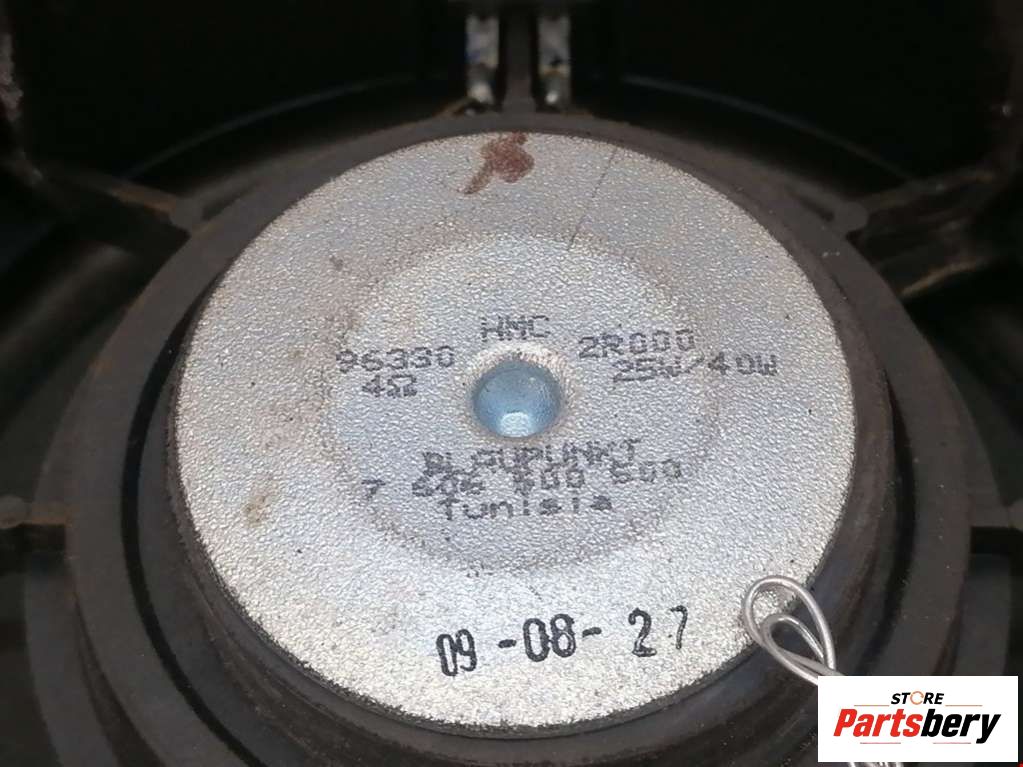 HMC
96330 2R000
4Ω 25W/40W
BLAUPUNKT
7 606 500 500
Tunisia
09-08-27
STORE
Partsbery